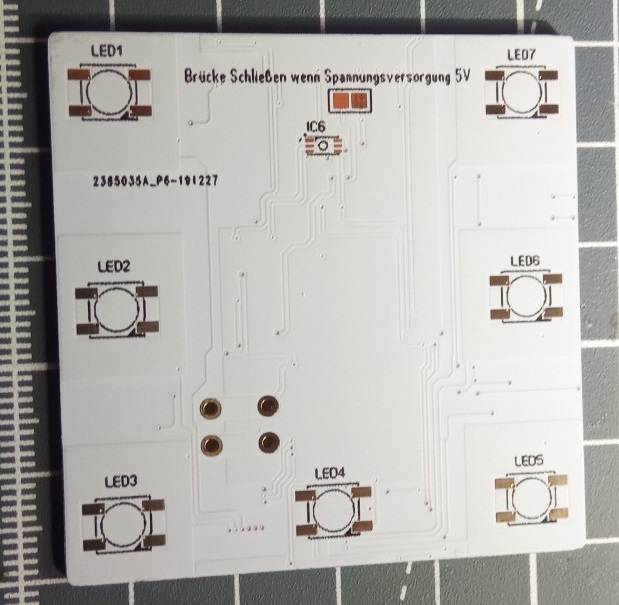 LED1
LED7
Brücke Schließen wenn Spannungsversorgung 5V
IC6
2385035A_P6-191227
LED2
LED6
LED3
LED4
LED5